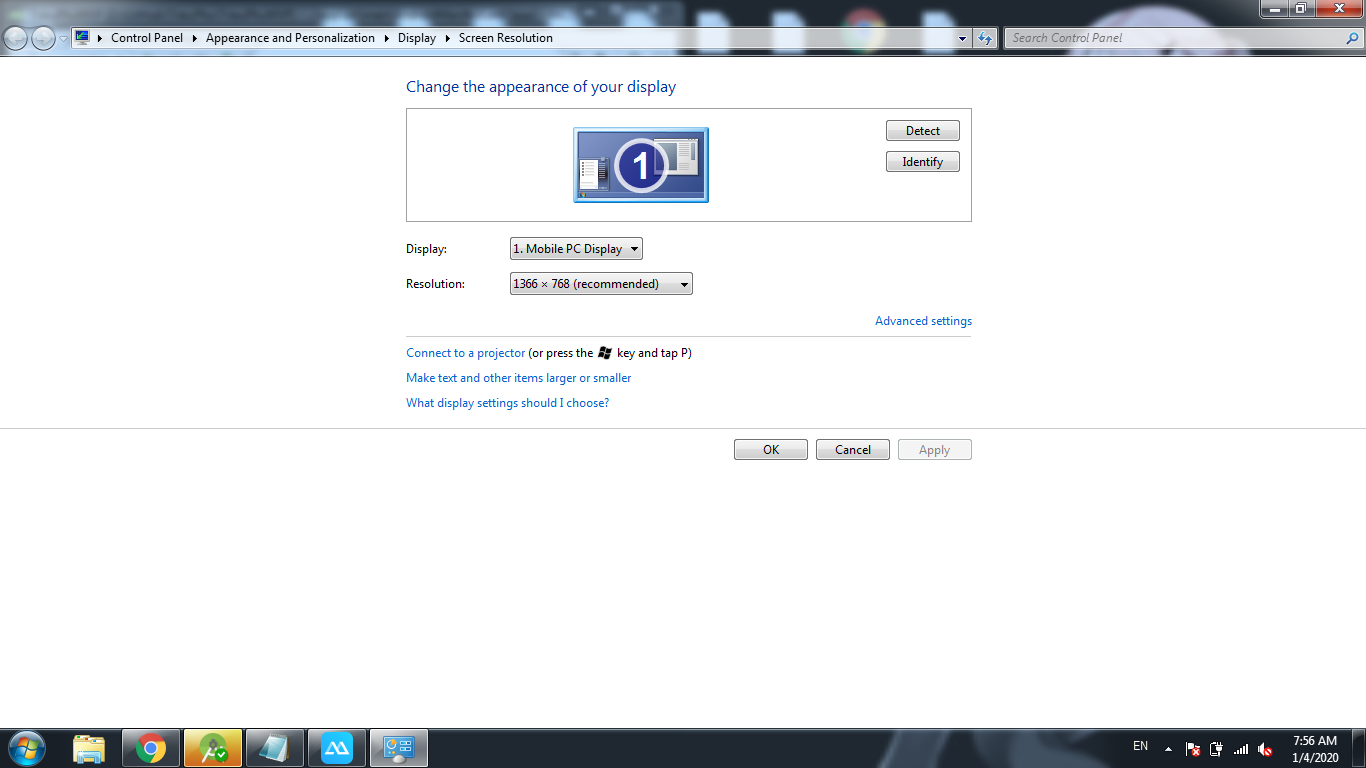 Control Panel Appearance and Personalization Display Screen Resolution
Search Control Panel
Change the appearance of your display
1
Detect
Identify
Display: 1. Mobile PC Display
Resolution: 1366 × 768 (recommended)
Advanced settings
Connect to a projector (or press the key and tap P)
Make text and other items larger or smaller
What display settings should I choose?
OK Cancel Apply
EN
7:56 AM
1/4/2020